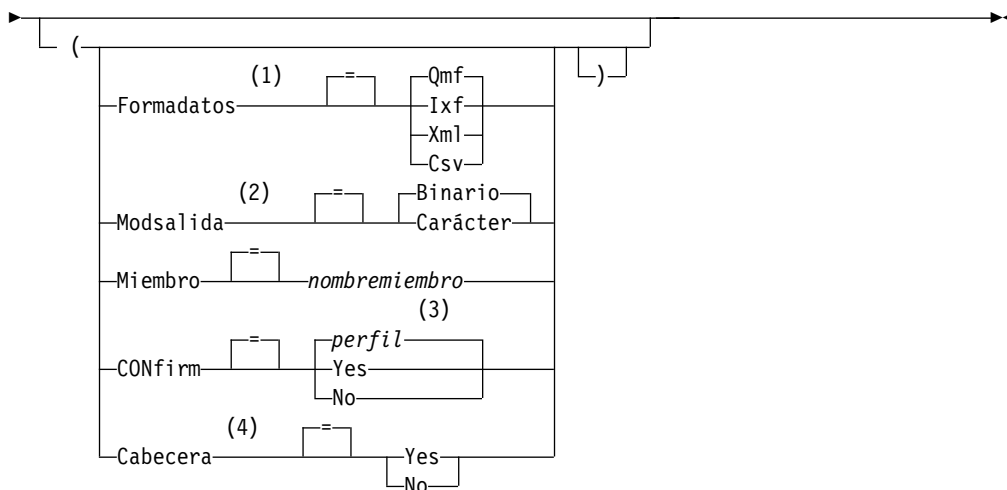 (
(1) =
Formadatos Qmf
Ixf
Xml
Csv
)
(2) =
Modsalida Binario
Carácter
=
Miembro nombremiembro
(3)
=
CONfirm perfil
Yes
No
(4) =
Cabecera Yes
No